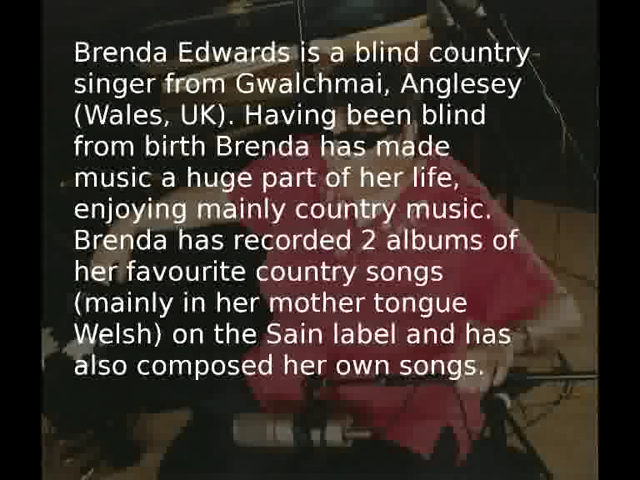 Brenda Edwards is a blind country
singer from Gwalchmai, Anglesey
(Wales, UK). Having been blind
from birth Brenda has made
music a huge part of her life,
enjoying mainly country music.
Brenda has recorded 2 albums of
her favourite country songs
(mainly in her mother tongue
Welsh) on the Sain label and has
also composed her own songs.